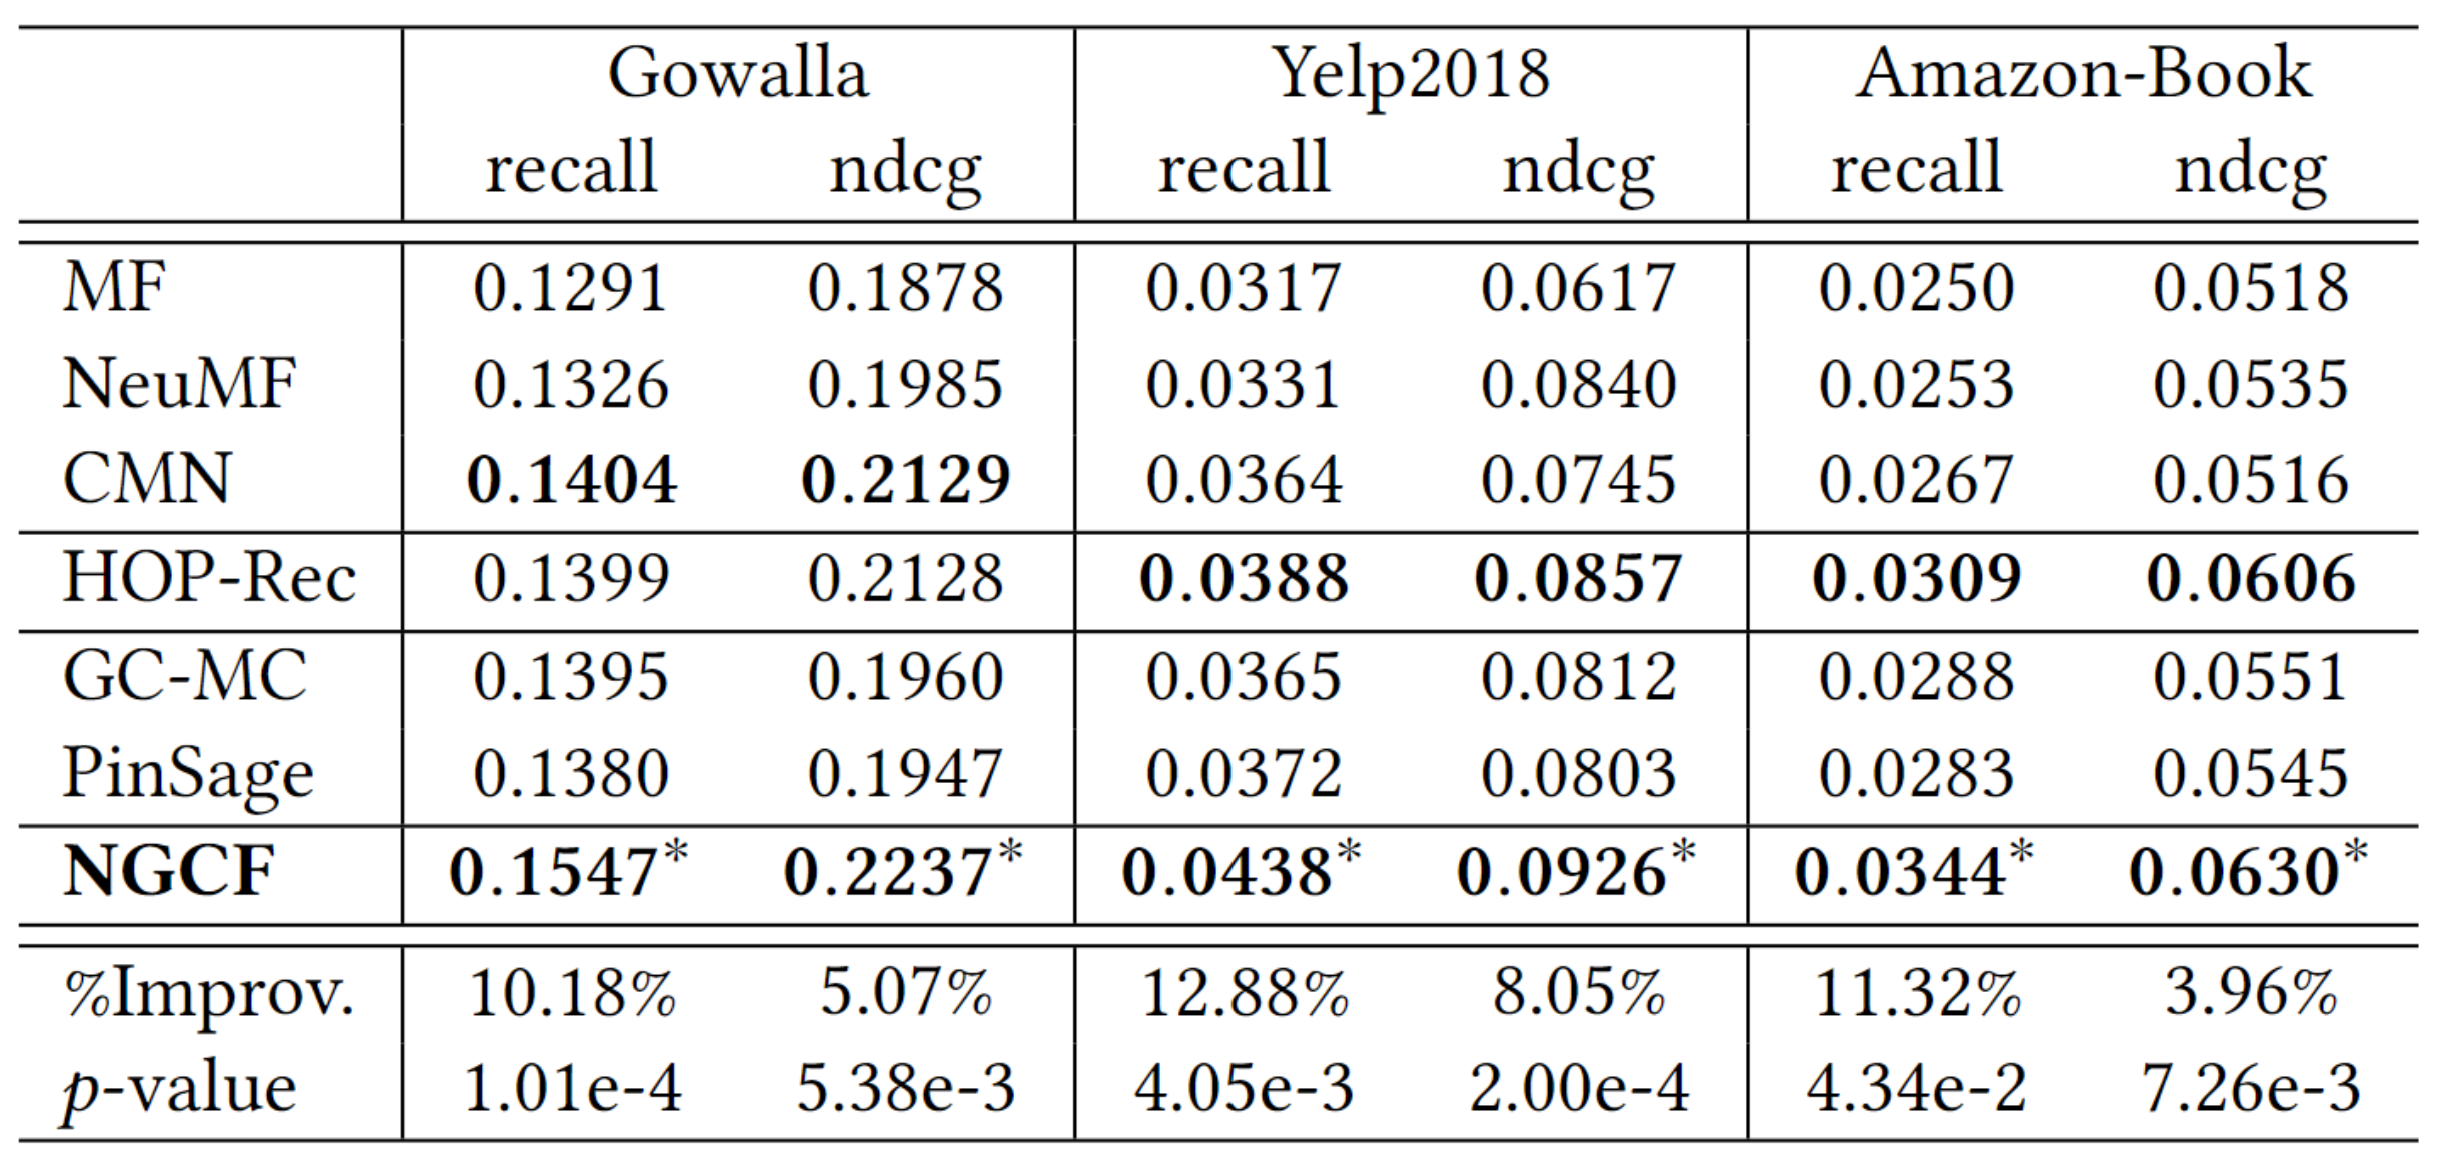 Gowalla Yelp2018 Amazon-Book
recall ndcg recall ndcg recall ndcg
MF 0.1291 0.1878 0.0317 0.0617 0.0250 0.0518
NeuMF 0.1326 0.1985 0.0331 0.0840 0.0253 0.0535
CMN 0.1404 0.2129 0.0364 0.0745 0.0267 0.0516
HOP-Rec 0.1399 0.2128 0.0388 0.0857 0.0309 0.0606
GC-MC 0.1395 0.1960 0.0365 0.0812 0.0288 0.0551
PinSage 0.1380 0.1947 0.0372 0.0803 0.0283 0.0545
NGCF 0.1547* 0.2237* 0.0438* 0.0926* 0.0344* 0.0630*
%Improv. 10.18% 5.07% 12.88% 8.05% 11.32% 3.96%
p-value 1.01e-4 5.38e-3 4.05e-3 2.00e-4 4.34e-2 7.26e-3